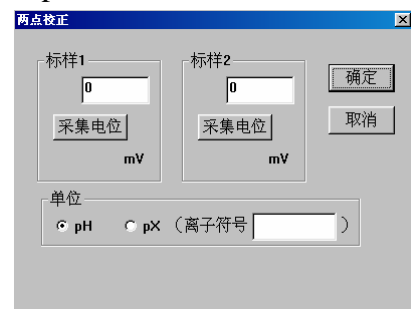 两点校正
标样1 标样2
0 0 确定
采集电位 采集电位 取消
mV mV
单位
pH pX （离子符号 ）